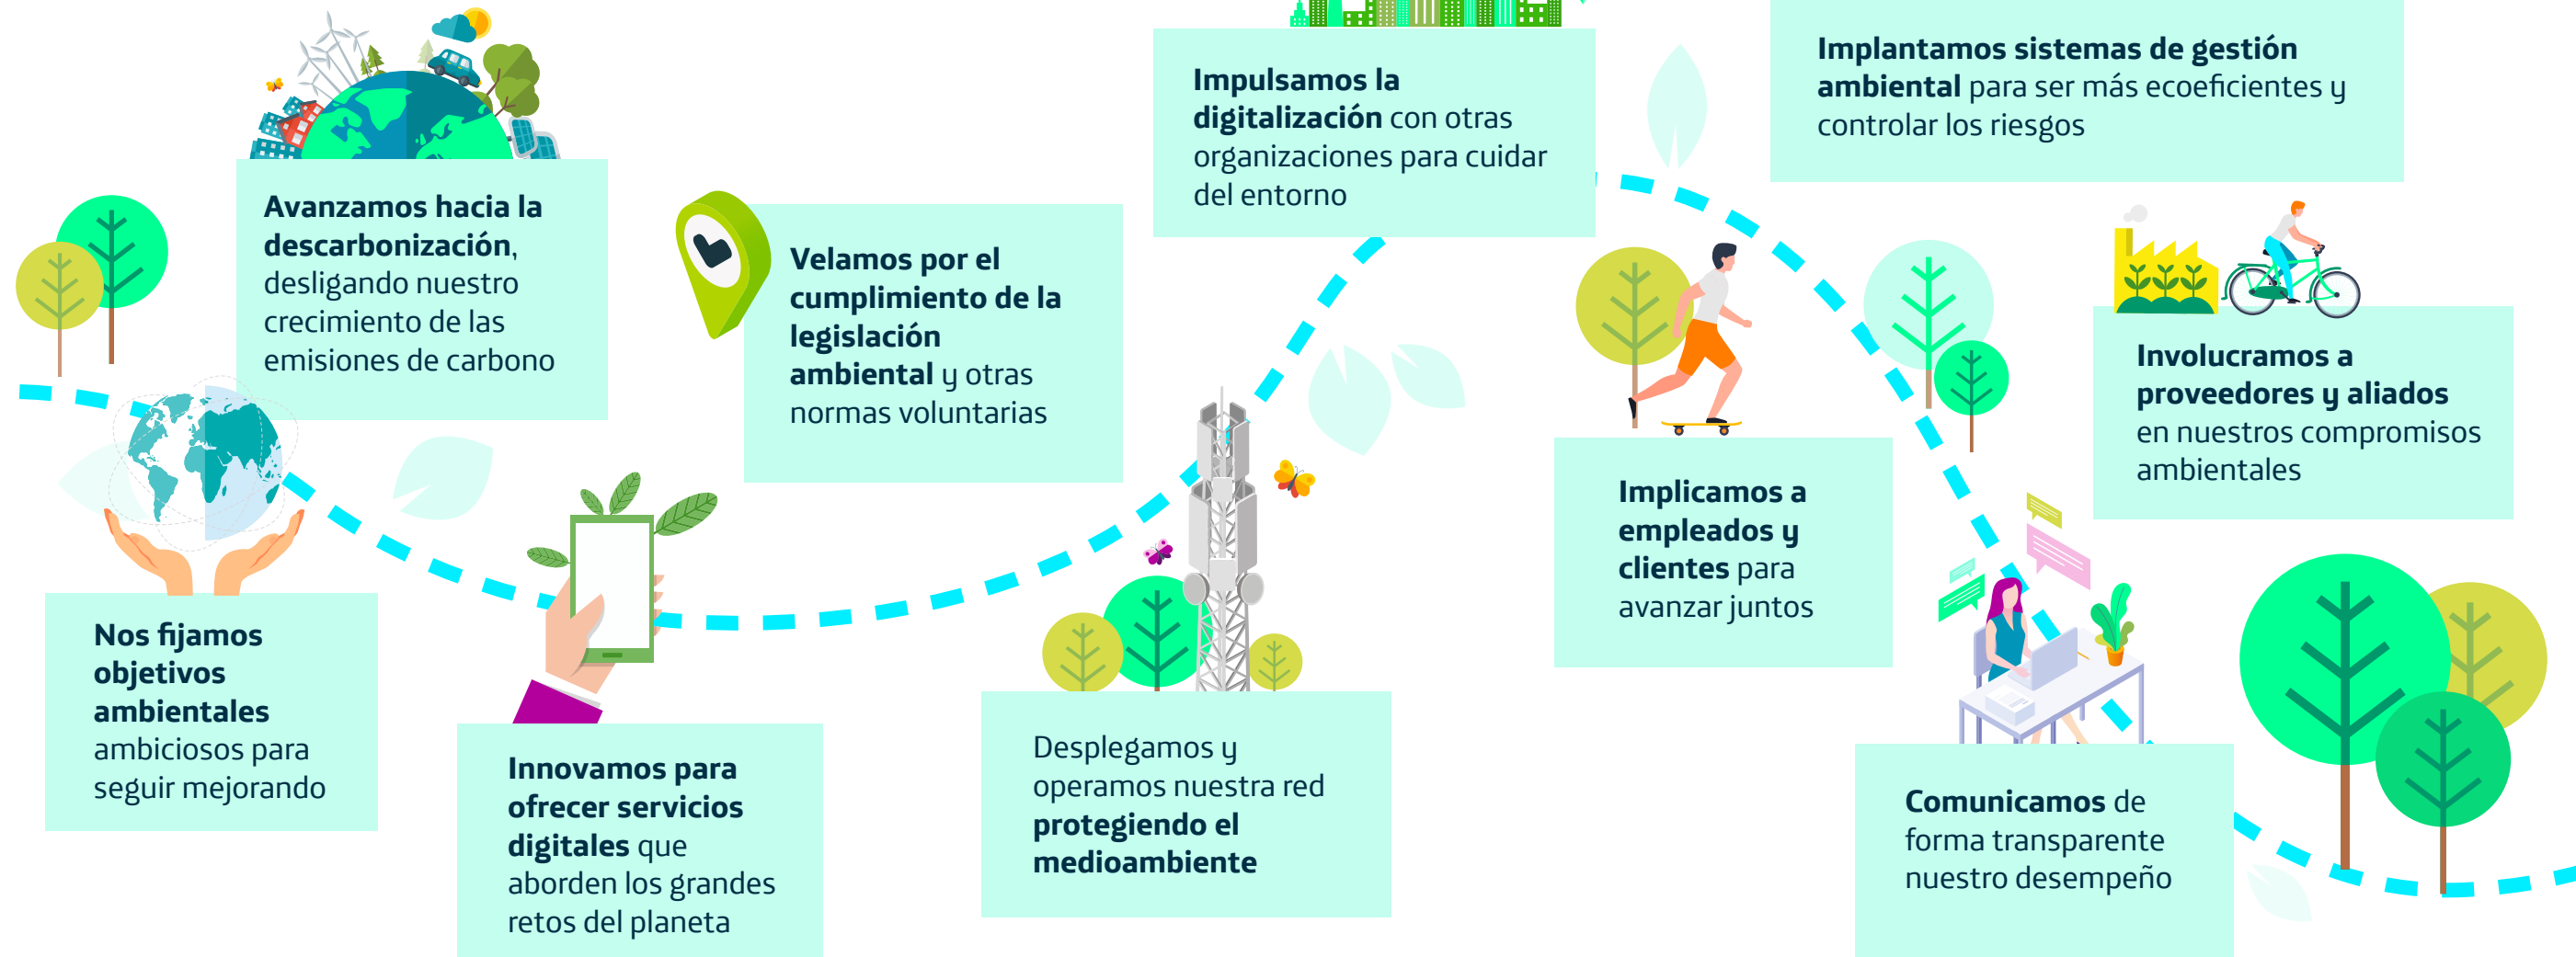 Avanzamos hacia la
descarbonización,
desligando nuestro
crecimiento de las
emisiones de carbono
Nos fijamos
objetivos
ambientales
ambiciosos para
seguir mejorando
Velamos por el
cumplimiento de la
legislación
ambiental y otras
normas voluntarias
Innovamos para
ofrecer servicios
digitales que
aborden los grandes
retos del planeta
Impulsamos la
digitalización con otras
organizaciones para cuidar
del entorno
Desplegamos y
operamos nuestra red
protegiendo el
medioambiente
Implantamos sistemas de gestión
ambiental para ser más ecoeficientes y
controlar los riesgos
Implicamos a
empleados y
clientes para
avanzar juntos
Involucramos a
proveedores y aliados
en nuestros compromisos
ambientales
Comunicamos de
forma transparente
nuestro desempeño